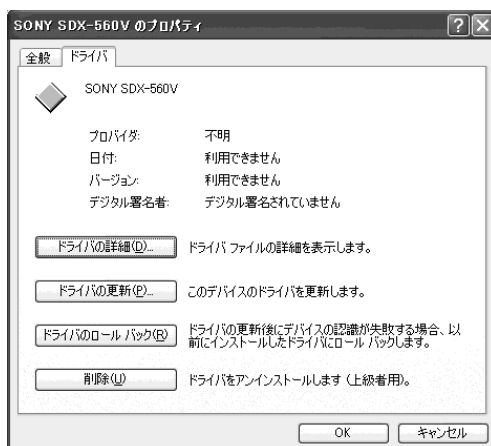 SONY SDX-560V のプロパティ
全般 ドライバ
SONY SDX-560V
プロバイダ: 不明
日付: 利用できません
バージョン: 利用できません
デジタル署名者: デジタル署名されていません
ドライバの詳細(D)... ドライバ ファイルの詳細を表示します。
ドライバの更新(P)... このデバイスのドライバを更新します。
ドライバのロール バック(R) ドライバの更新後にデバイスの認識が失敗する場合、以
前にインストールしたドライバにロール バックします。
削除(U) ドライバをアンインストールします (上級者用)。
OK キャンセル